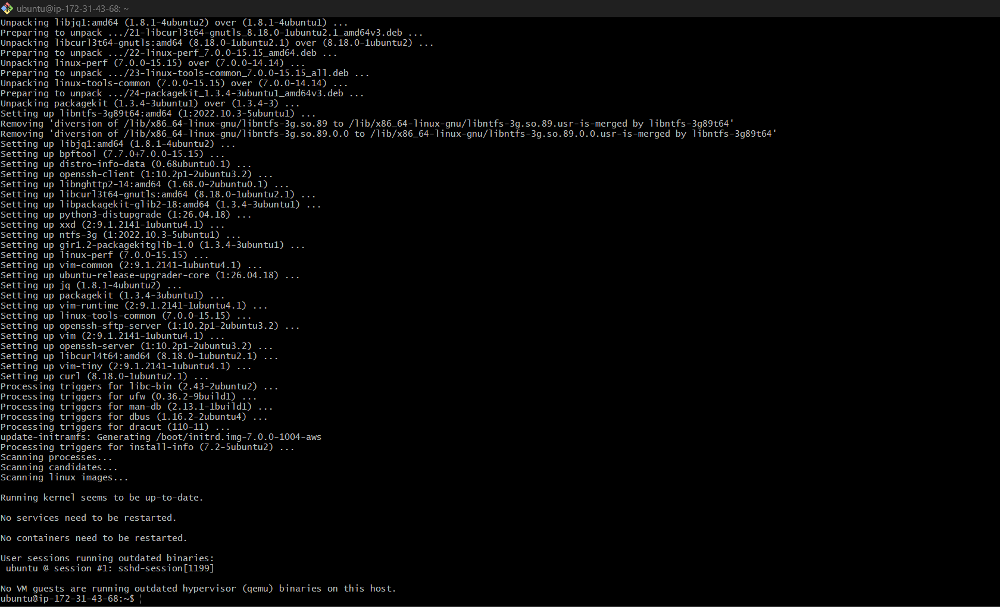 ubuntu@ip-172-31-43-68: ~
Unpacking libjq1:amd64 (1.8.1-4ubuntu2) over (1.8.1-4ubuntu1) ...
Preparing to unpack .../21-libcurl3t64-gnutls_8.18.0-1ubuntu2.1_amd64v3.deb ...
Unpacking libcurl3t64-gnutls:amd64 (8.18.0-1ubuntu2.1) over (8.18.0-1ubuntu2) ...
Preparing to unpack .../22-linux-perf_7.0.0-15.15_amd64.deb ...
Unpacking linux-perf (7.0.0-15.15) over (7.0.0-14.14) ...
Preparing to unpack .../23-linux-tools-common_7.0.0-15.15_all.deb ...
Unpacking linux-tools-common (7.0.0-15.15) over (7.0.0-14.14) ...
Preparing to unpack .../24-packagekit_1.3.4-3ubuntu1_amd64v3.deb ...
Unpacking packagekit (1.3.4-3ubuntu1) over (1.3.4-3) ...
Setting up libntfs-3g89t64:amd64 (1:2022.10.3-5ubuntu1) ...
Removing 'diversion of /lib/x86_64-linux-gnu/libntfs-3g.so.89 to /lib/x86_64-linux-gnu/libntfs-3g.so.89.usr-is-merged by libntfs-3g89t64'
Removing 'diversion of /lib/x86_64-linux-gnu/libntfs-3g.so.89.0.0 to /lib/x86_64-linux-gnu/libntfs-3g.so.89.0.0.usr-is-merged by libntfs-3g89t64'
Setting up libjq1:amd64 (1.8.1-4ubuntu2) ...
Setting up bpftool (7.7.0+7.0.0-15.15) ...
Setting up distro-info-data (0.68ubuntu0.1) ...
Setting up openssh-client (1:10.2p1-2ubuntu3.2) ...
Setting up libnghttp2-14:amd64 (1.68.0-2ubuntu0.1) ...
Setting up libcurl3t64-gnutls:amd64 (8.18.0-1ubuntu2.1) ...
Setting up libpackagekit-glib2-18:amd64 (1.3.4-3ubuntu1) ...
Setting up python3-distupgrade (1:26.04.18) ...
Setting up xxd (2:9.1.2141-1ubuntu4.1) ...
Setting up ntfs-3g (1:2022.10.3-5ubuntu1) ...
Setting up gir1.2-packagekitglib-1.0 (1.3.4-3ubuntu1) ...
Setting up linux-perf (7.0.0-15.15) ...
Setting up vim-common (2:9.1.2141-1ubuntu4.1) ...
Setting up ubuntu-release-upgrader-core (1:26.04.18) ...
Setting up jq (1.8.1-4ubuntu2) ...
Setting up packagekit (1.3.4-3ubuntu1) ...
Setting up vim-runtime (2:9.1.2141-1ubuntu4.1) ...
Setting up linux-tools-common (7.0.0-15.15) ...
Setting up openssh-sftp-server (1:10.2p1-2ubuntu3.2) ...
Setting up vim (2:9.1.2141-1ubuntu4.1) ...
Setting up openssh-server (1:10.2p1-2ubuntu3.2) ...
Setting up libcurl4t64:amd64 (8.18.0-1ubuntu2.1) ...
Setting up vim-tiny (2:9.1.2141-1ubuntu4.1) ...
Setting up curl (8.18.0-1ubuntu2.1) ...
Processing triggers for libc-bin (2.43-2ubuntu2) ...
Processing triggers for ufw (0.36.2-9build1) ...
Processing triggers for man-db (2.13.1-1build1) ...
Processing triggers for dbus (1.16.2-2ubuntu4) ...
Processing triggers for dracut (110-11) ...
update-initramfs: Generating /boot/initrd.img-7.0.0-1004-aws
Processing triggers for install-info (7.2-5ubuntu2) ...
Scanning processes...
Scanning candidates...
Scanning linux images...
Running kernel seems to be up-to-date.
No services need to be restarted.
No containers need to be restarted.
User sessions running outdated binaries:
ubuntu @ session #1: sshd-session[1199]
No VM guests are running outdated hypervisor (qemu) binaries on this host.
ubuntu@ip-172-31-43-68:~$